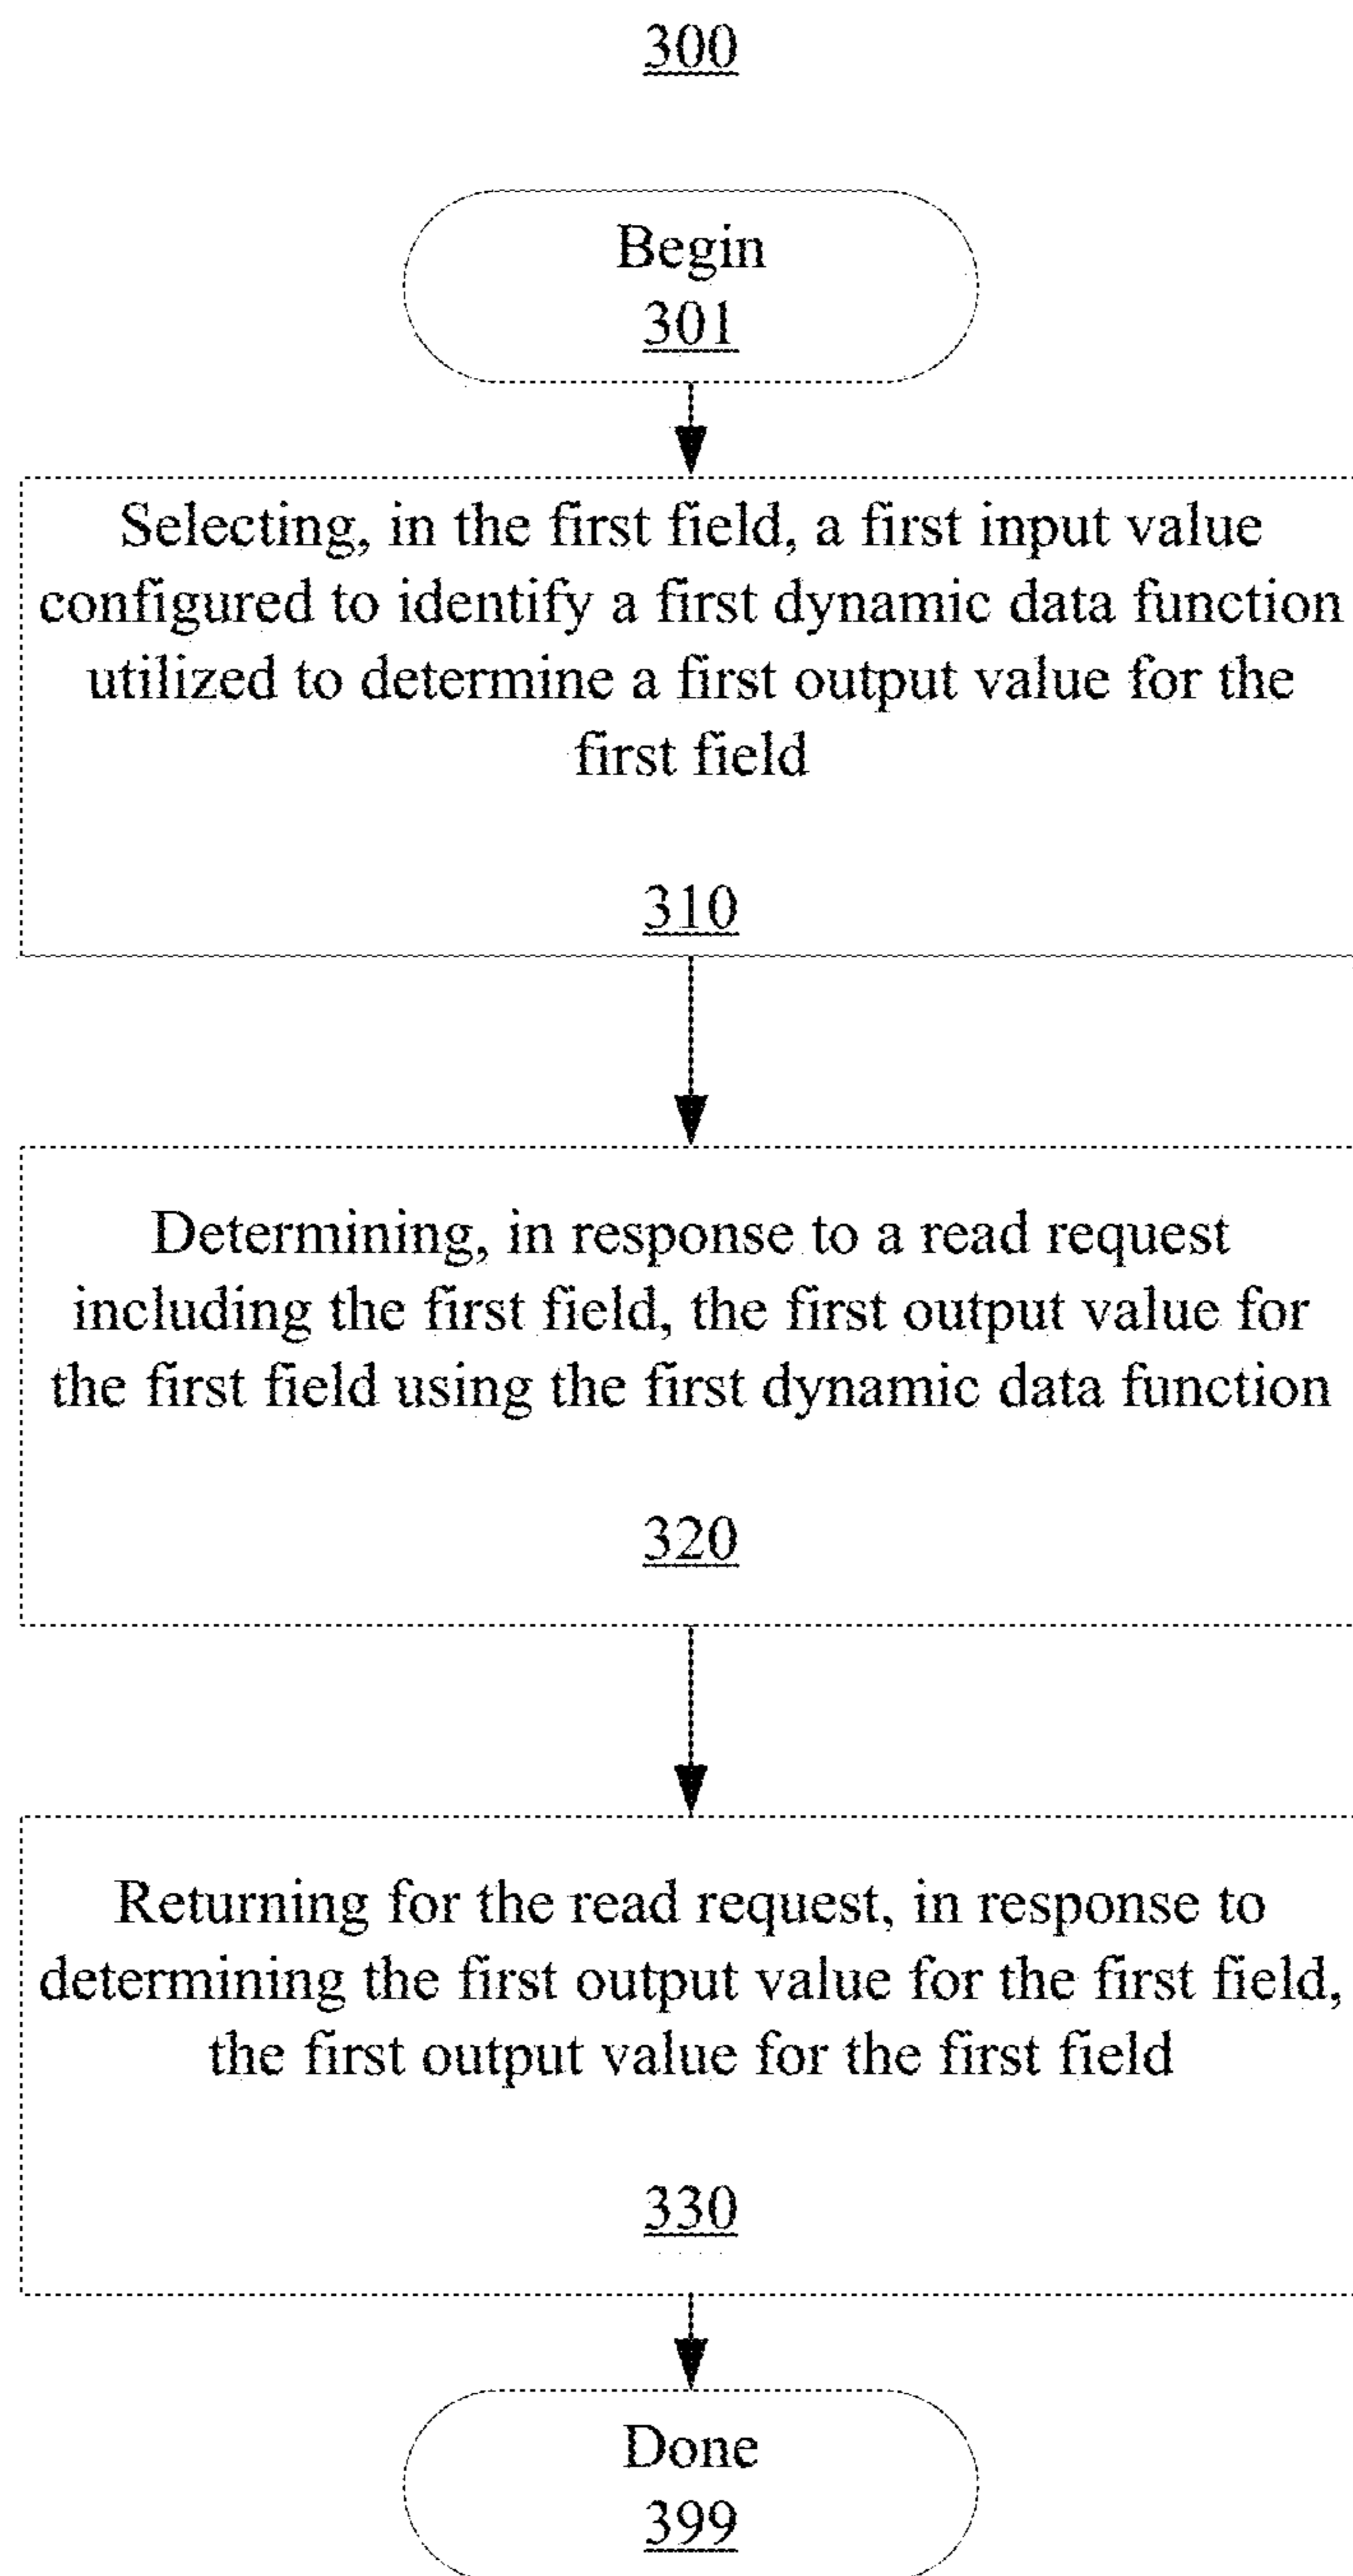 300
Begin
301
Selecting, in the first field, a first input value
configured to identify a first dynamic data function
utilized to determine a first output value for the
first field
310
Determining, in response to a read request
including the first field, the first output value for
the first field using the first dynamic data function
320
Returning for the read request, in response to
determining the first output value for the first field,
the first output value for the first field
330
Done
399